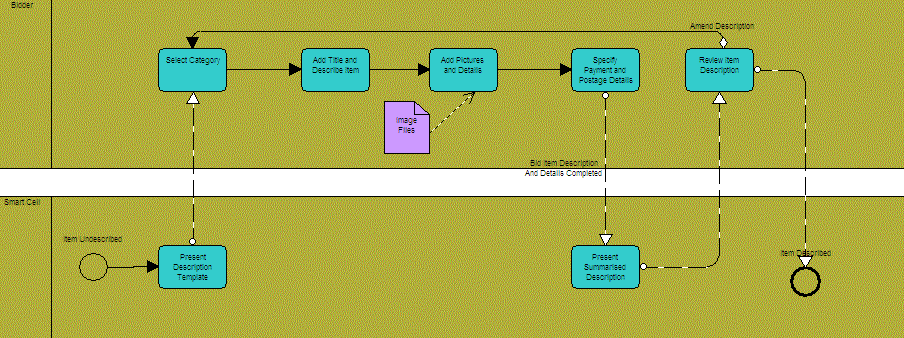 Bidder
Amend Description
Select Category
Add Title and
Describe Item
Add Pictures
and Details
Specify
Payment and
Postage Details
Review Item
Description
Image
Files
Bid Item Description
And Details Completed
Smart Cell
Item Undescribed
Present
Description
Template
Present
Summarised
Description
Item Described